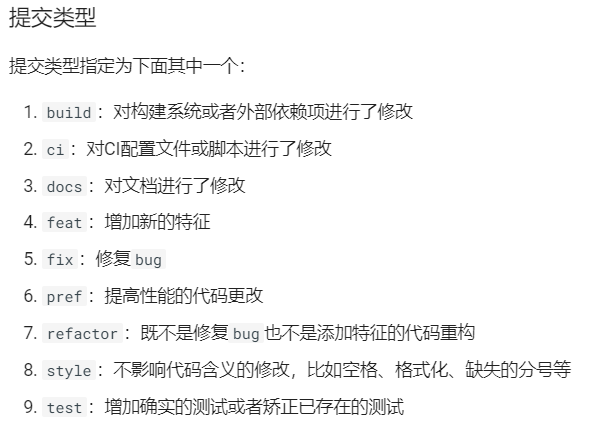 提交类型
提交类型指定为下面其中一个：
1. build：对构建系统或者外部依赖项进行了修改
2. ci：对CI配置文件或脚本进行了修改
3. docs：对文档进行了修改
4. feat：增加新的特征
5. fix：修复bug
6. pref：提高性能的代码更改
7. refactor：既不是修复bug也不是添加特征的代码重构
8. style：不影响代码含义的修改，比如空格、格式化、缺失的分号等
9. test：增加确实的测试或者矫正已存在的测试